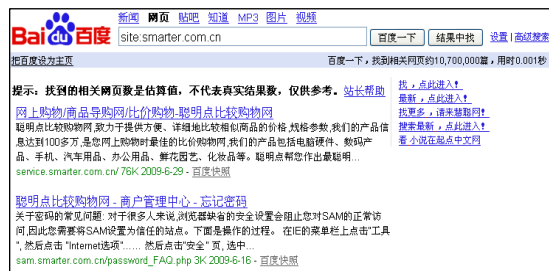 新闻 网页 贴吧 知道 MP3 图片 视频
Bai du 百度 site:smarter.com.cn 百度一下 结果中找 设置 | 高级搜索
把百度设为主页 百度一下，找到相关网页约10,700,000篇，用时0.001秒
提示：找到的相关网页数是估算值，不代表真实结果数，仅供参考。 站长帮助
网上购物/商品导购网/比价购物-聪明点比较购物网
聪明点比较购物网,致力于提供方便、详细地比较相似商品的价格,规格参数,我们的产品信
息达到100多万,是您网上购物时最佳的比价购物网,我们的产品包括电脑硬件、数码产
品、手机、汽车用品、办公用品、鲜花园艺、化妆品等。聪明点帮您作出最聪明...
service.smarter.com.cn/ 76K 2009-6-29 - 百度快照
聪明点比较购物网 - 商户管理中心 - 忘记密码
关于密码的常见问题: 对于很多人来说,浏览器缺省的安全设置会阻止您对SAM的正常访
问,因此您需要将SAM设置为信任的站点。下面是操作的过程。 在IE的菜单栏上点击"工具
", 然后点击 "Internet选项"…… 然后点击"安全" 页, 选中...
sam.smarter.com.cn/password_FAQ.php 3K 2009-6-16 - 百度快照
找，点此进入!
最新，点此进入!
找更多，请来慧聪网!
搜索最新，点此进入!
看 小说在起点中文网